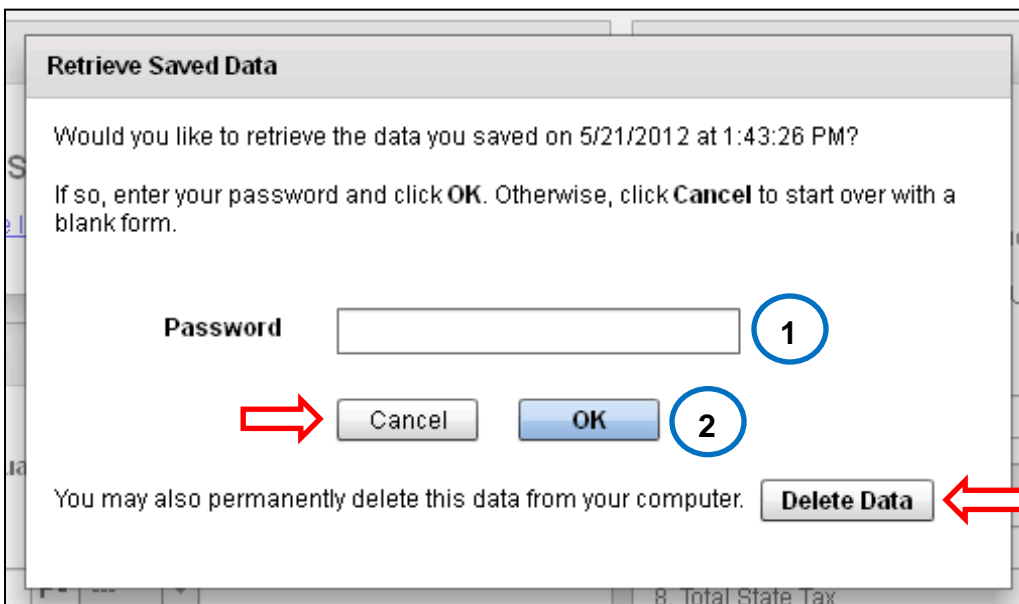 Retrieve Saved Data
Would you like to retrieve the data you saved on 5/21/2012 at 1:43:26 PM?
If so, enter your password and click OK. Otherwise, click Cancel to start over with a
blank form.
Password
1
Cancel
OK
2
You may also permanently delete this data from your computer.
Delete Data
---
8. Total State Tax